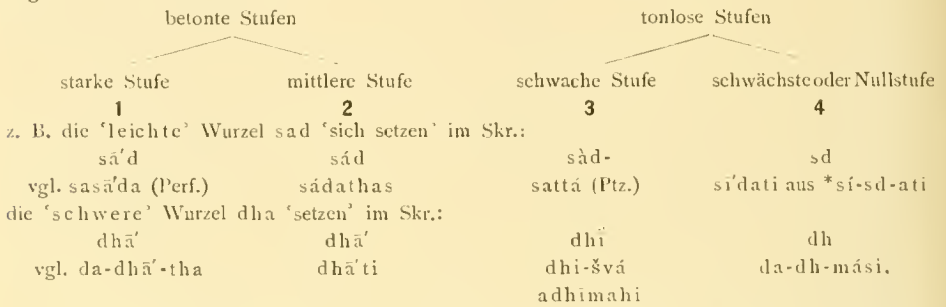 betonte Stufen tonlose Stufen
starke Stufe mittlere Stufe schwache Stufe schwächste oder Nullstufe
1 2 3 4
z. B. die ‘leichte’ Wurzel sad ‘sich setzen’ im Skr.:
sā́d sád sàd- sd
vgl. sasā́da (Perf.) sádathas sattá (Ptz.) sī́dati aus *sí-sd-ati
die ‘schwere’ Wurzel dha ‘setzen’ im Skr.:
dhā́ dhā́ dhī̆ dh
vgl. da-dhā́-tha dhā́ti dhi-švá da-dh-mási.
adhīmahi